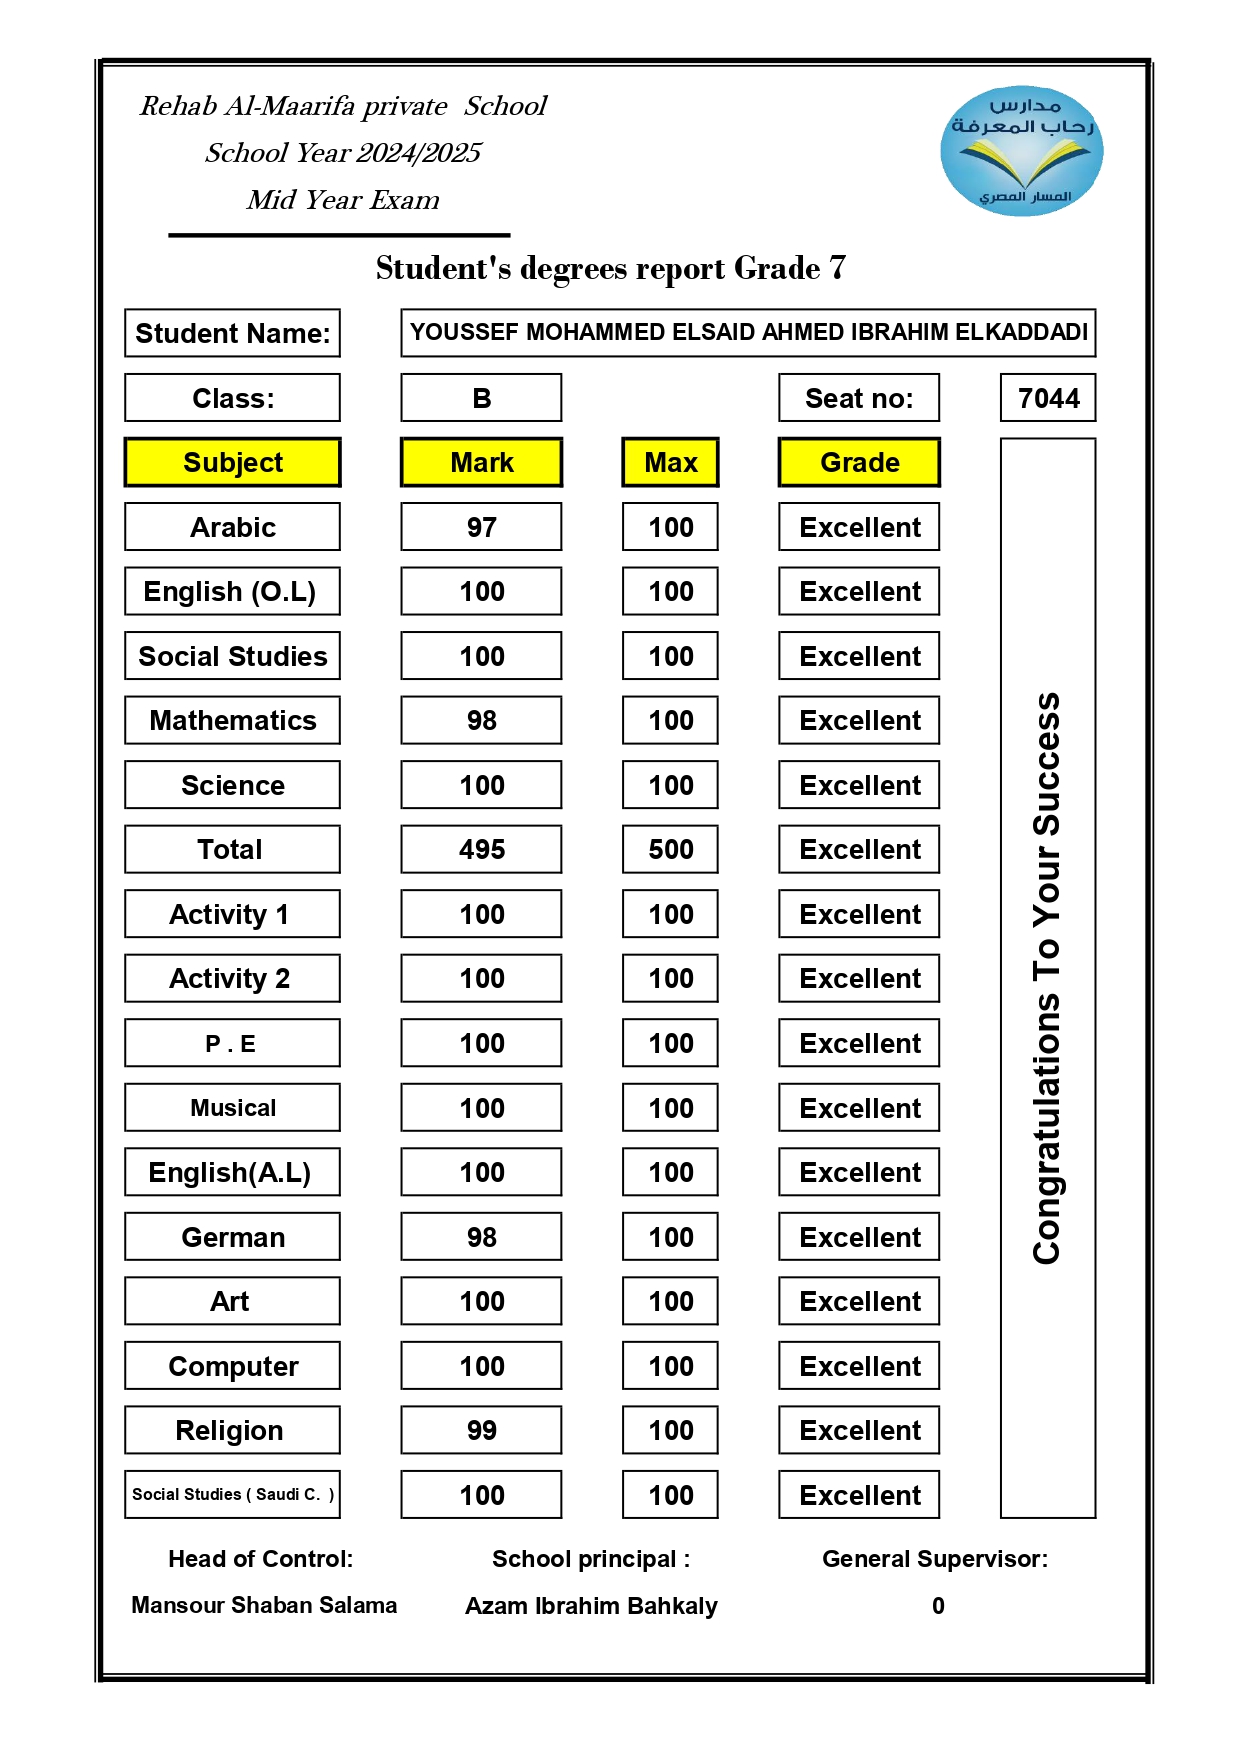 Rehab Al-Maarifa private School
School Year 2024/2025
Mid Year Exam
مدارس
رحاب المعرفة
المسار المصري
Student's degrees report Grade 7
Student Name: YOUSSEF MOHAMMED ELSAID AHMED IBRAHIM ELKADDADI
Class: B Seat no: 7044
Subject Mark Max Grade
Arabic 97 100 Excellent
English (O.L) 100 100 Excellent
Social Studies 100 100 Excellent
Mathematics 98 100 Excellent
Science 100 100 Excellent
Total 495 500 Excellent
Activity 1 100 100 Excellent
Activity 2 100 100 Excellent
P . E 100 100 Excellent
Musical 100 100 Excellent
English(A.L) 100 100 Excellent
German 98 100 Excellent
Art 100 100 Excellent
Computer 100 100 Excellent
Religion 99 100 Excellent
Social Studies ( Saudi C. ) 100 100 Excellent
Congratulations To Your Success
Head of Control: School principal : General Supervisor:
Mansour Shaban Salama Azam Ibrahim Bahkaly 0